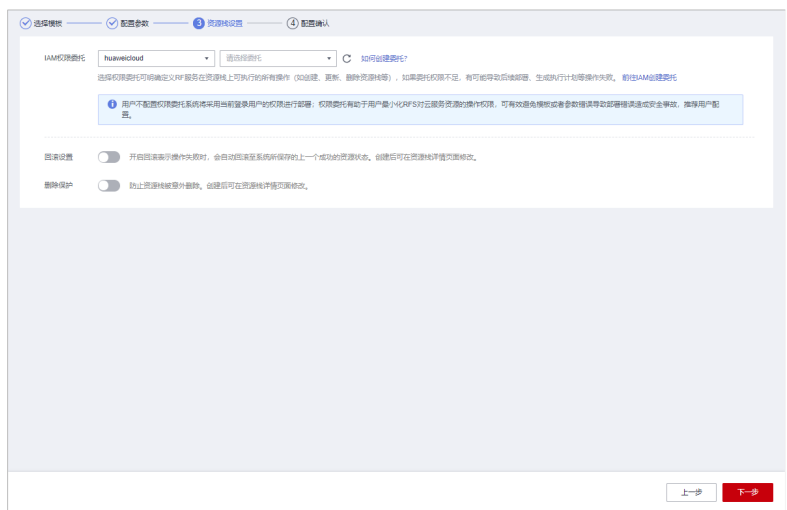 选择模板 配置参数 3 资源栈设置 4 配置确认
IAM权限委托 huaweicloud 请选择委托 如何创建委托?
选择权限委托可明确定义RF服务在资源栈上可执行的所有操作（如创建、更新、删除资源栈等），如果委托权限不足，有可能导致后续部署、生成执行计划等操作失败。 前往IAM创建委托
用户不配置权限委托系统将采用当前登录用户的权限进行部署；权限委托有助于用户最小化RFS对云服务资源的操作权限，可有效避免模板或者参数错误导致部署错误造成安全事故，推荐用户配
置。
回滚设置 开启回滚表示操作失败时，会自动回滚至系统所保存的上一个成功的资源状态。创建后可在资源栈详情页面修改。
删除保护 防止资源栈被意外删除。创建后可在资源栈详情页面修改。
上一步 下一步